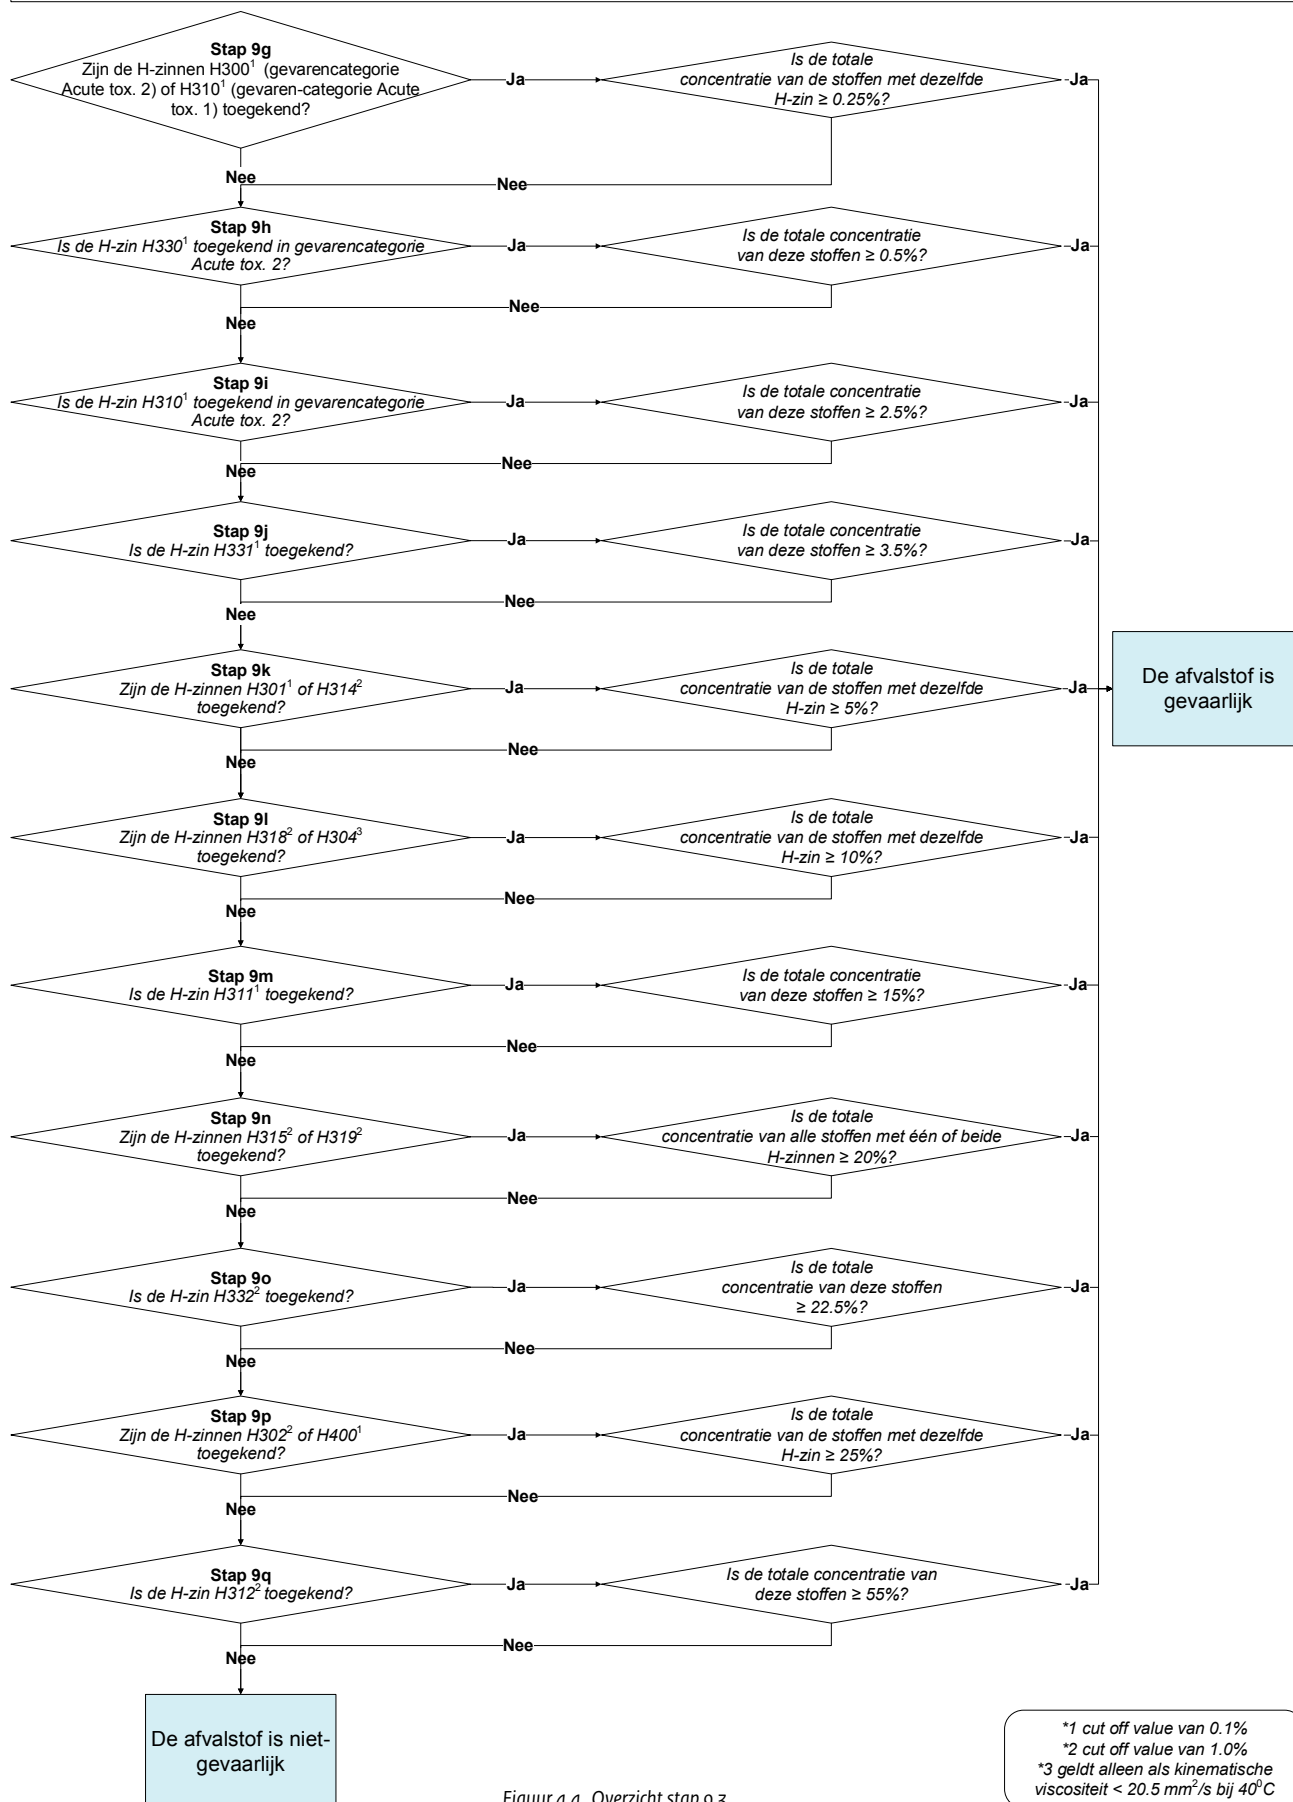 Stap 9g
Zijn de H-zinnen H300¹ (gevarencategorie
Acute tox. 2) of H310¹ (gevaren-categorie Acute
tox. 1) toegekend?
Ja
Is de totale
concentratie van de stoffen met dezelfde
H-zin ≥ 0.25%?
Ja
Nee
Nee
Stap 9h
Is de H-zin H330¹ toegekend in gevarencategorie
Acute tox. 2?
Ja
Is de totale concentratie
van deze stoffen ≥ 0.5%?
Ja
Nee
Nee
Stap 9i
Is de H-zin H310¹ toegekend in gevarencategorie
Acute tox. 2?
Ja
Is de totale concentratie
van deze stoffen ≥ 2.5%?
Ja
Nee
Nee
Stap 9j
Is de H-zin H331¹ toegekend?
Ja
Is de totale concentratie
van deze stoffen ≥ 3.5%?
Ja
Nee
Nee
Stap 9k
Zijn de H-zinnen H301¹ of H314²
toegekend?
Ja
Is de totale
concentratie van de stoffen met dezelfde
H-zin ≥ 5%?
Ja
De afvalstof is
gevaarlijk
Nee
Nee
Stap 9l
Zijn de H-zinnen H318² of H304³
toegekend?
Ja
Is de totale
concentratie van de stoffen met dezelfde
H-zin ≥ 10%?
Ja
Nee
Nee
Stap 9m
Is de H-zin H311¹ toegekend?
Ja
Is de totale concentratie
van deze stoffen ≥ 15%?
Ja
Nee
Nee
Stap 9n
Zijn de H-zinnen H315² of H319²
toegekend?
Ja
Is de totale
concentratie van alle stoffen met één of beide
H-zinnen ≥ 20%?
Ja
Nee
Nee
Stap 9o
Is de H-zin H332² toegekend?
Ja
Is de totale
concentratie van deze stoffen
≥ 22.5%?
Ja
Nee
Nee
Stap 9p
Zijn de H-zinnen H302² of H400¹
toegekend?
Ja
Is de totale
concentratie van de stoffen met dezelfde
H-zin ≥ 25%?
Ja
Nee
Nee
Stap 9q
Is de H-zin H312² toegekend?
Ja
Is de totale concentratie van
deze stoffen ≥ 55%?
Ja
Nee
Nee
De afvalstof is niet-
gevaarlijk
*1 cut off value van 0.1%
*2 cut off value van 1.0%
*3 geldt alleen als kinematische
viscositeit < 20.5 mm²/s bij 40⁰C
Overzicht stap